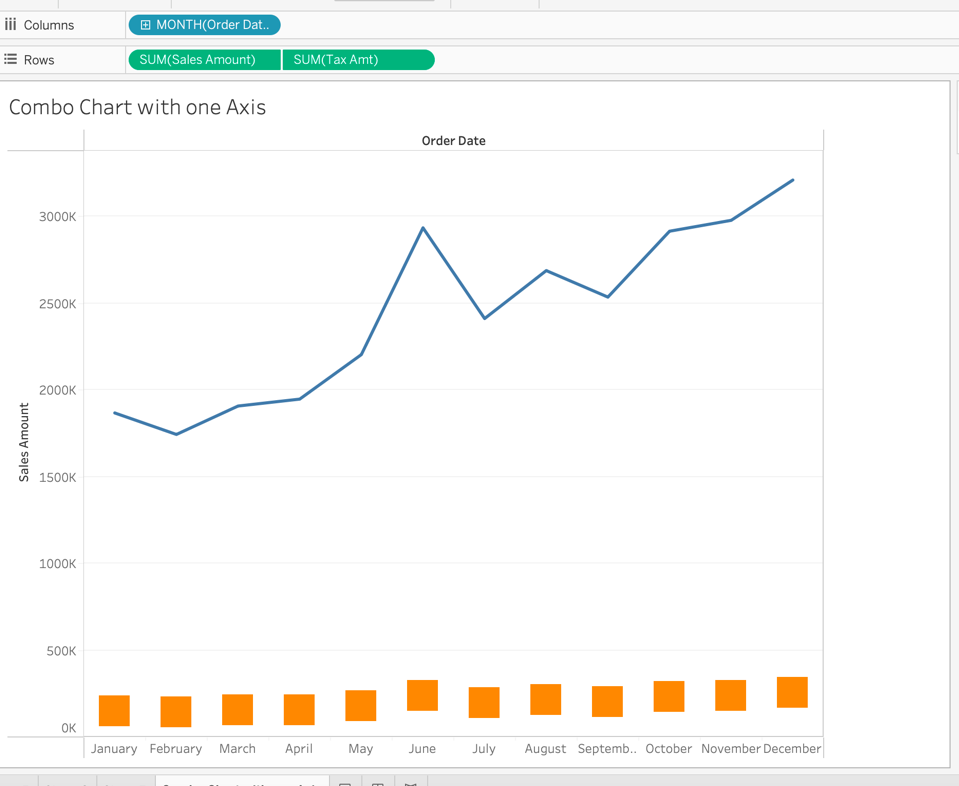 Columns
MONTH(Order Dat..
Rows
SUM(Sales Amount)
SUM(Tax Amt)
Combo Chart with one Axis
Order Date
3000K
2500K
2000K
1500K
1000K
500K
0K
Sales Amount
January February March April May June July August Septemb.. October November December